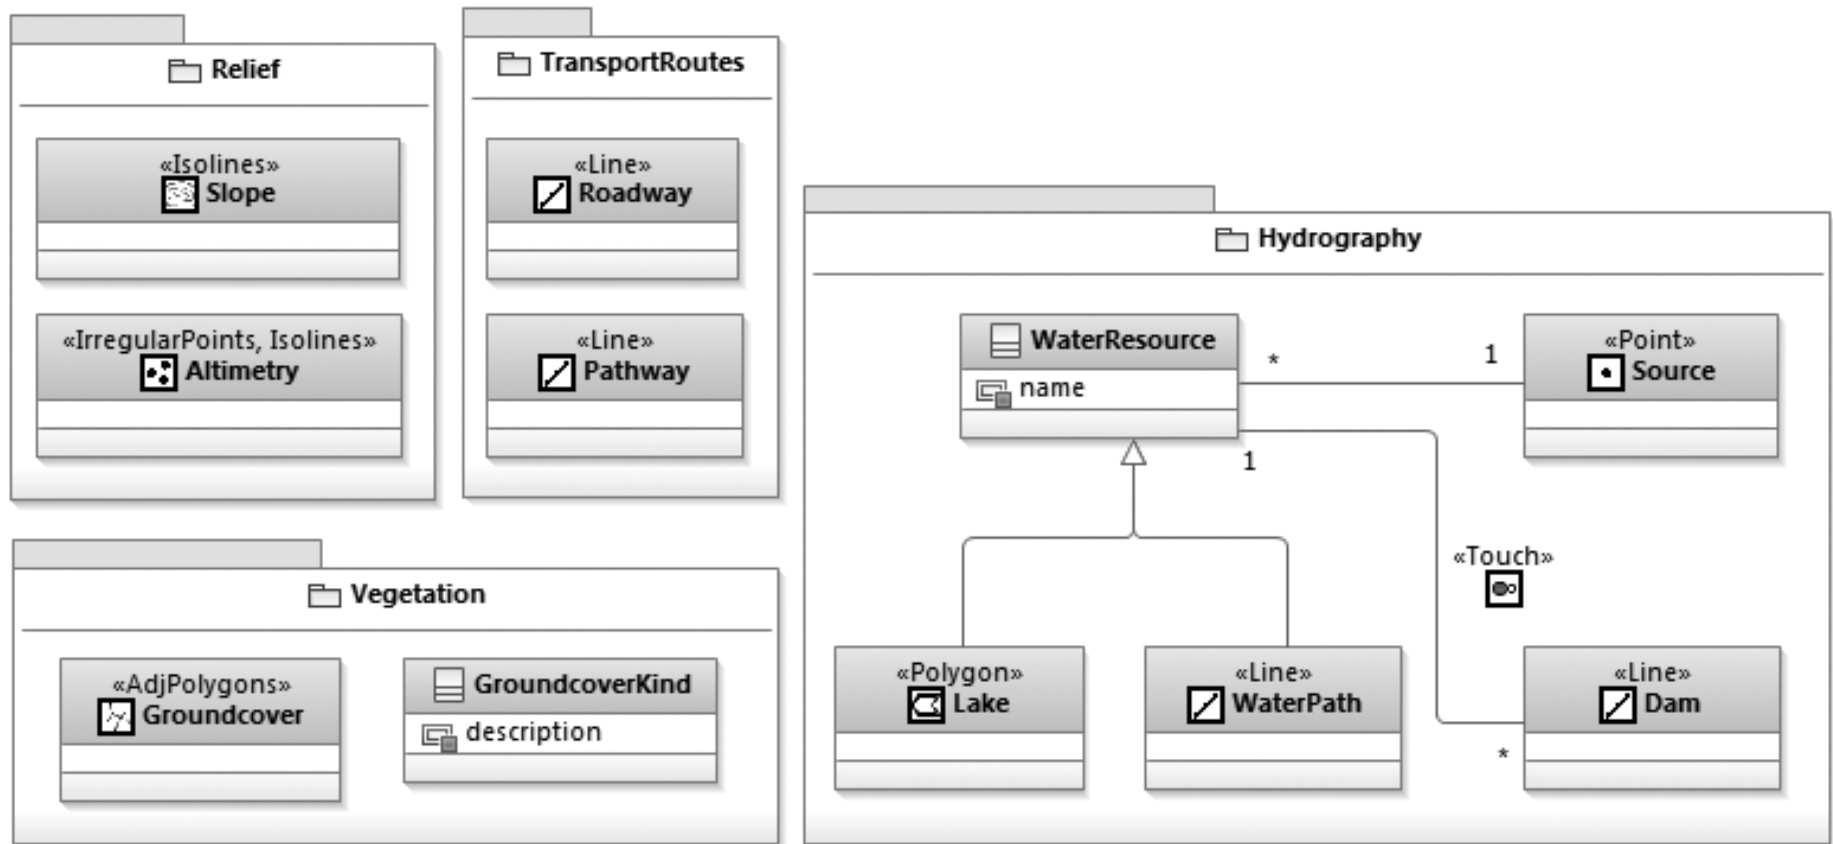 Relief
«Isolines»
Slope
«IrregularPoints, Isolines»
Altimetry
TransportRoutes
«Line»
Roadway
«Line»
Pathway
Vegetation
«AdjPolygons»
Groundcover
GroundcoverKind
description
Hydrography
WaterResource
name
* 1
«Point»
Source
1
«Touch»
«Polygon»
Lake
«Line»
WaterPath
«Line»
Dam
*